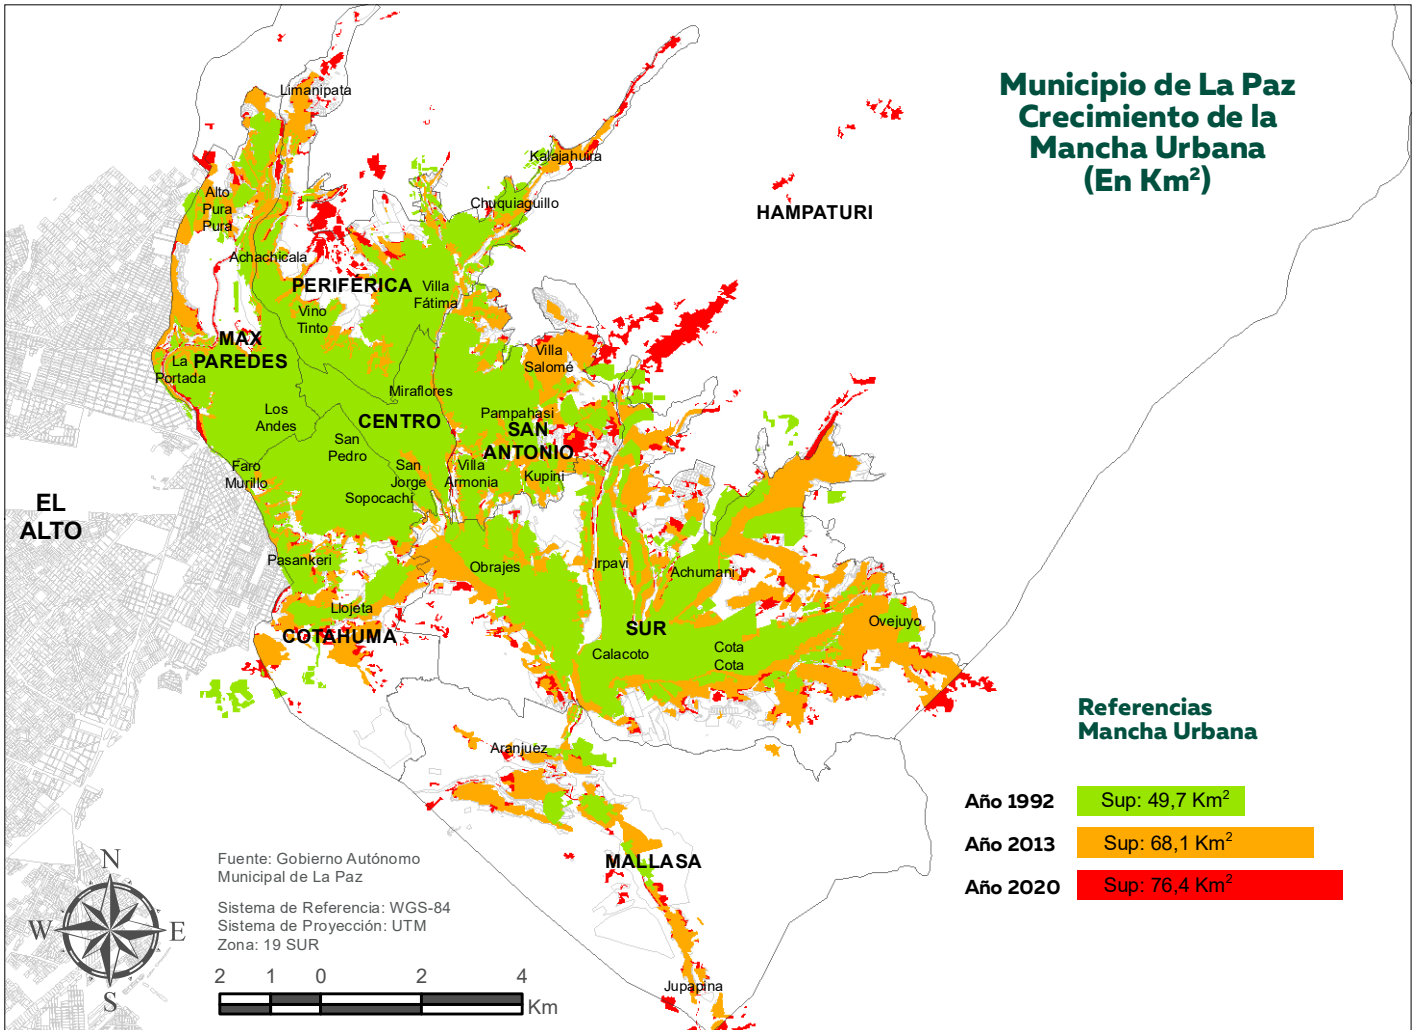 Municipio de La Paz
Crecimiento de la
Mancha Urbana
(En Km²)
Limanipata
Kalajahuira
Alto
Pura
Pura
Chuquiaguillo
HAMPATURI
Achachicala
PERIFÉRICA
Villa
Fátima
Vino
Tinto
MAX
PAREDES
La
Portada
Villa
Salomé
Miraflores
Los
Andes
CENTRO
Pampahasi
SAN
ANTONIO
San
Pedro
Faro
Murillo
San
Jorge
Sopocachi
Villa
Armonia
Kupini
EL
ALTO
Pasankeri
Obrajes
Irpavi
Achumani
Llojeta
COTAHUMA
SUR
Ovejuyo
Calacoto
Cota
Cota
Aranjuez
MALLASA
Jupapina
Referencias
Mancha Urbana
Año 1992 Sup: 49,7 Km²
Año 2013 Sup: 68,1 Km²
Año 2020 Sup: 76,4 Km²
Fuente: Gobierno Autónomo
Municipal de La Paz
Sistema de Referencia: WGS-84
Sistema de Proyección: UTM
Zona: 19 SUR
N
W E
S
2 1 0 2 4
Km